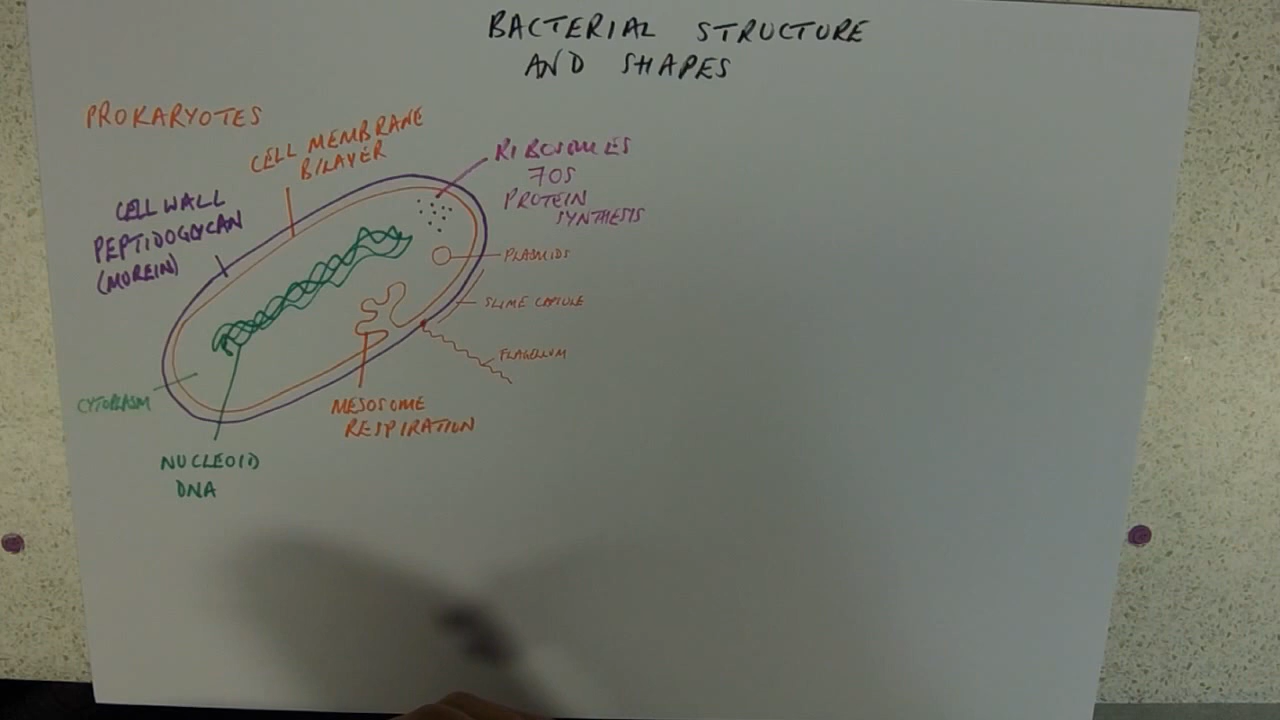 BACTERIAL STRUCTURE
AND SHAPES
PROKARYOTES
CELL MEMBRANE
BILAYER
CELL WALL
PEPTIDOGLYCAN
(MUREIN)
RIBOSOMES
70S
PROTEIN
SYNTHESIS
PLASMIDS
SLIME CAPSULE
FLAGELLUM
CYTOPLASM
MESOSOME
RESPIRATION
NUCLEOID
DNA